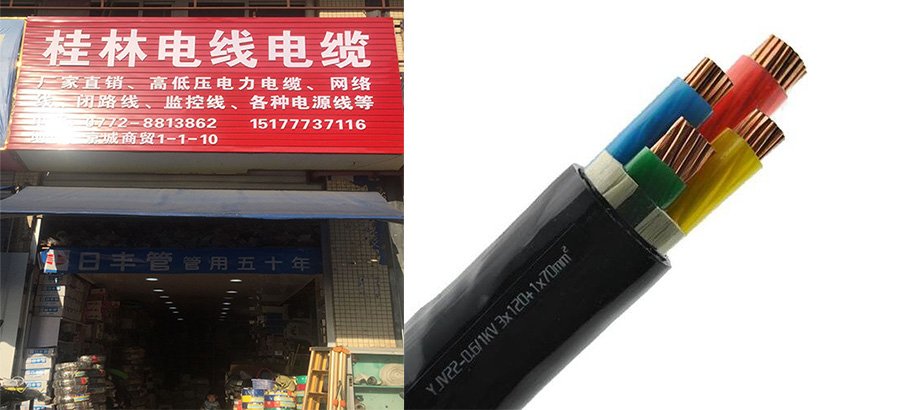 桂林电线电缆
厂家直销、高低压电力电缆、网络
线、闭路线、监控线、各种电源线等
0772-8813862 15177737116
城商贸1-1-10
日丰管 管用五十年
YJV22-0.6/1KV 3x120+1x70mm²